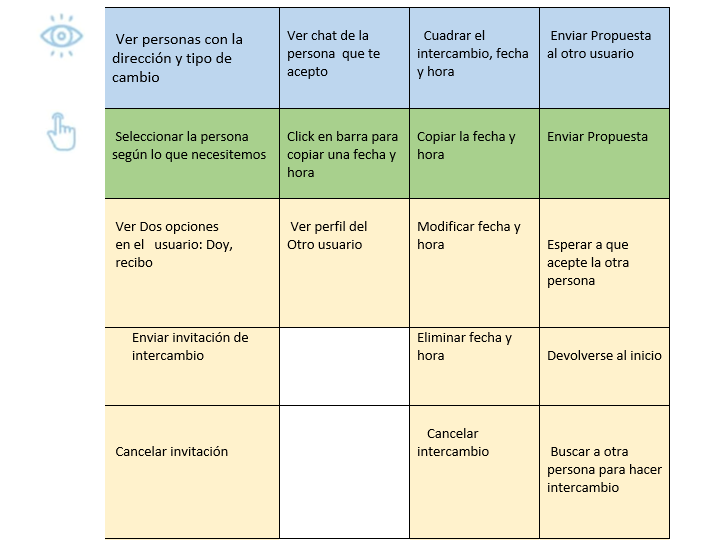 Ver personas con la
dirección y tipo de
cambio
Ver chat de la
persona que te
acepto
Cuadrar el
intercambio, fecha
y hora
Enviar Propuesta
al otro usuario
Seleccionar la persona
según lo que necesitemos
Click en barra para
copiar una fecha y
hora
Copiar la fecha y
hora
Enviar Propuesta
Ver Dos opciones
en el usuario: Doy,
recibo
Ver perfil del
Otro usuario
Modificar fecha y
hora
Esperar a que
acepte la otra
persona
Enviar invitación de
intercambio
Eliminar fecha y
hora
Devolverse al inicio
Cancelar invitación
Cancelar
intercambio
Buscar a otra
persona para hacer
intercambio